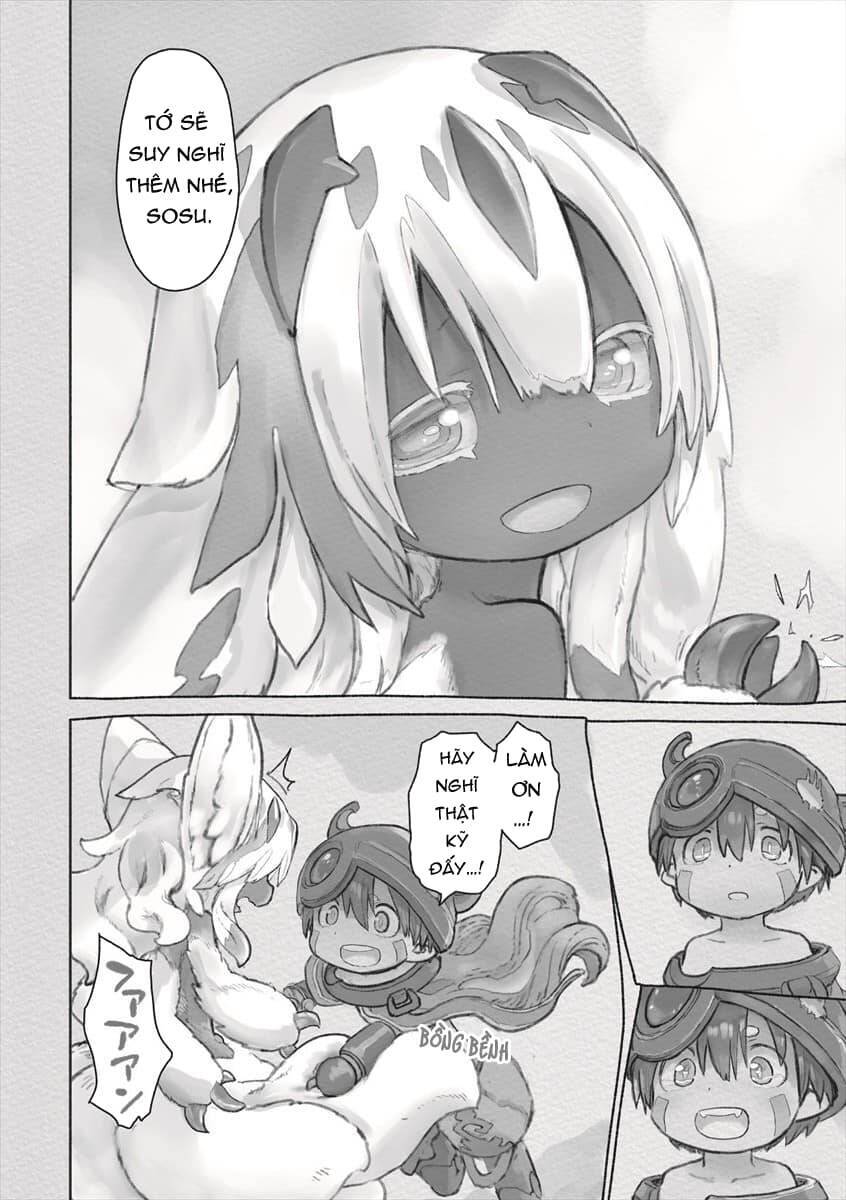 TỚ SẼ
SUY NGHĨ
THÊM NHÉ,
SOSU.
LÀM
ƠN
...!
HÃY
NGHĨ
THẬT
KỸ
ĐẤY...!
BỒNG BỀNH
ファアアン